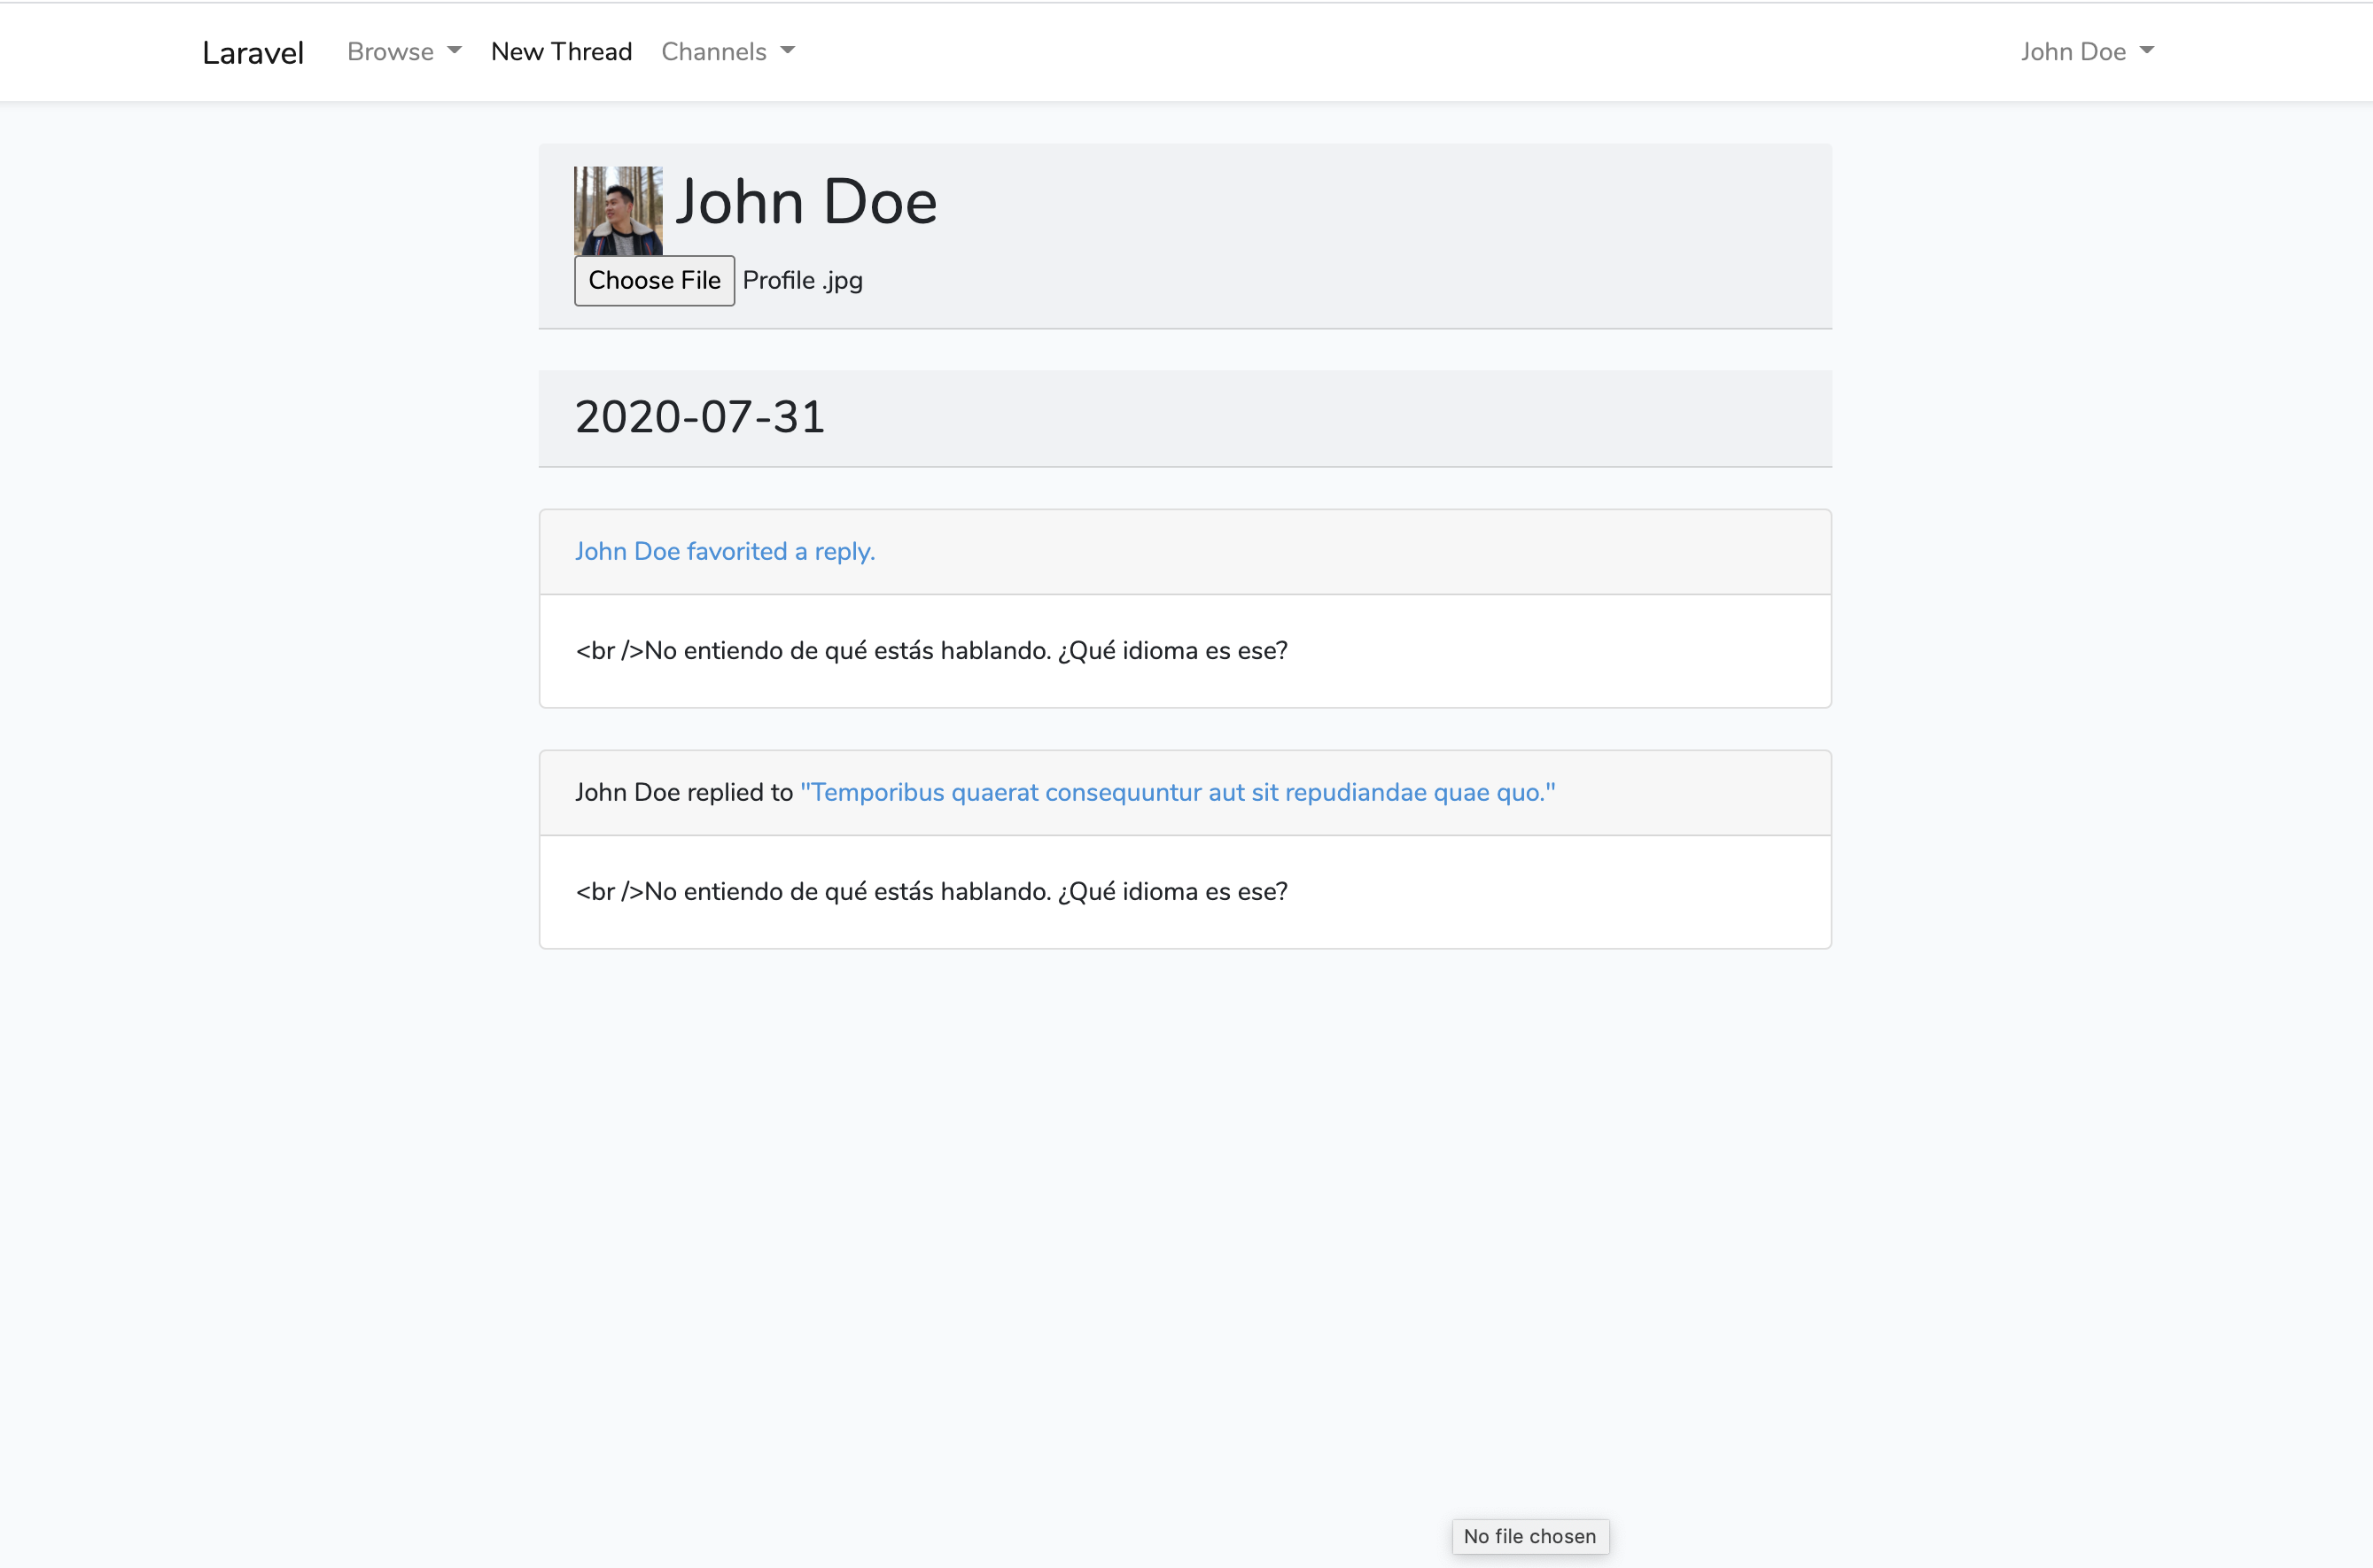 Laravel Browse New Thread Channels John Doe
John Doe
Choose File Profile .jpg
2020-07-31
John Doe favorited a reply.
<br />No entiendo de qué estás hablando. ¿Qué idioma es ese?
John Doe replied to "Temporibus quaerat consequuntur aut sit repudiandae quae quo."
<br />No entiendo de qué estás hablando. ¿Qué idioma es ese?
No file chosen